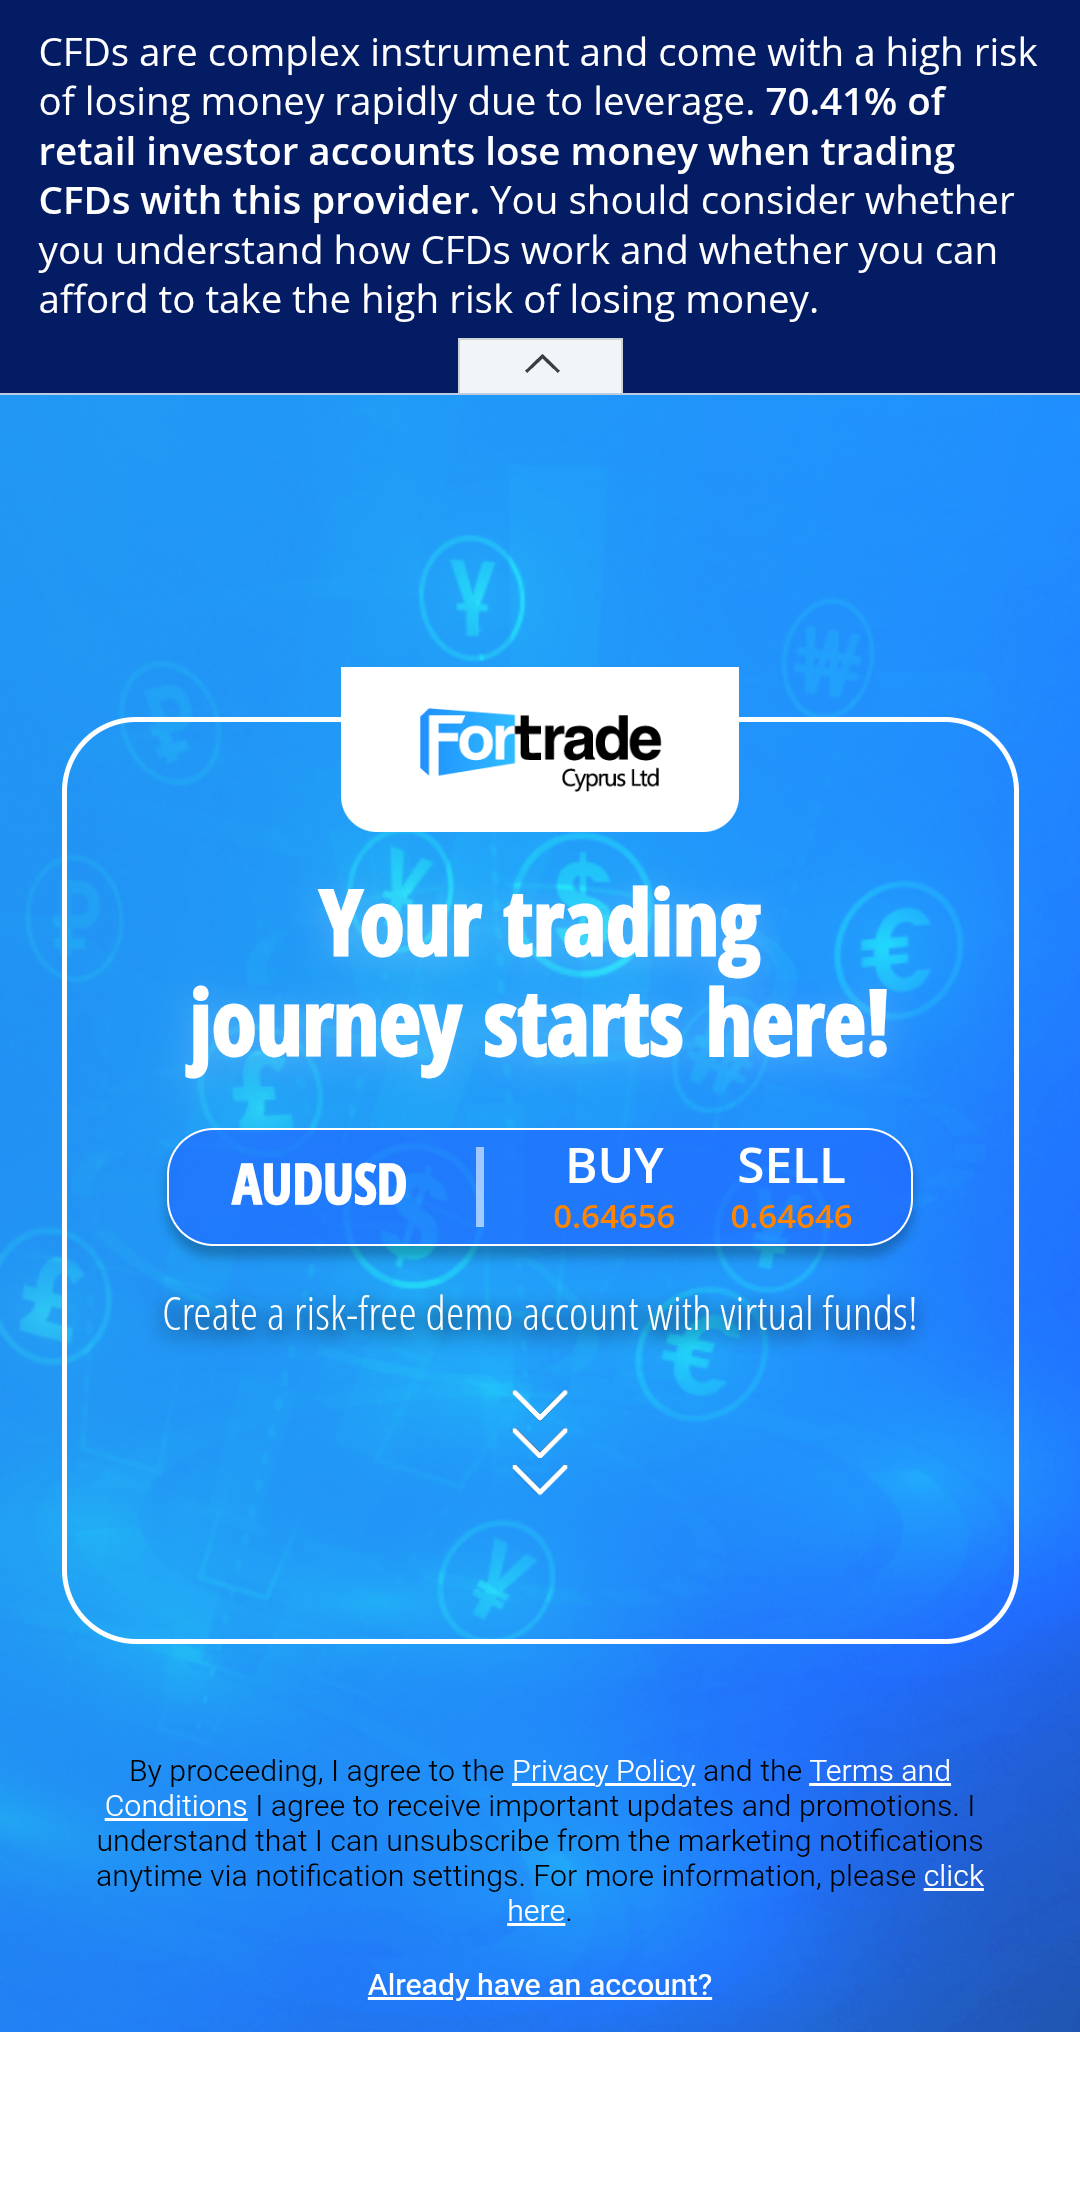 CFDs are complex instrument and come with a high risk
of losing money rapidly due to leverage. 70.41% of
retail investor accounts lose money when trading
CFDs with this provider. You should consider whether
you understand how CFDs work and whether you can
afford to take the high risk of losing money.
Fortrade
Cyprus Ltd
Your trading
journey starts here!
AUDUSD
BUY SELL
0.64656 0.64646
Create a risk-free demo account with virtual funds!
By proceeding, I agree to the Privacy Policy and the Terms and
Conditions I agree to receive important updates and promotions. I
understand that I can unsubscribe from the marketing notifications
anytime via notification settings. For more information, please click
here.
Already have an account?